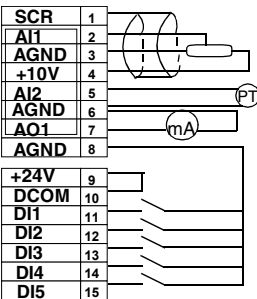 SCR 1
AI1 2
AGND 3
+10V 4
AI2 5
PT
AGND 6
AO1 7
mA
AGND 8
+24V 9
DCOM 10
DI1 11
DI2 12
DI3 13
DI4 14
DI5 15